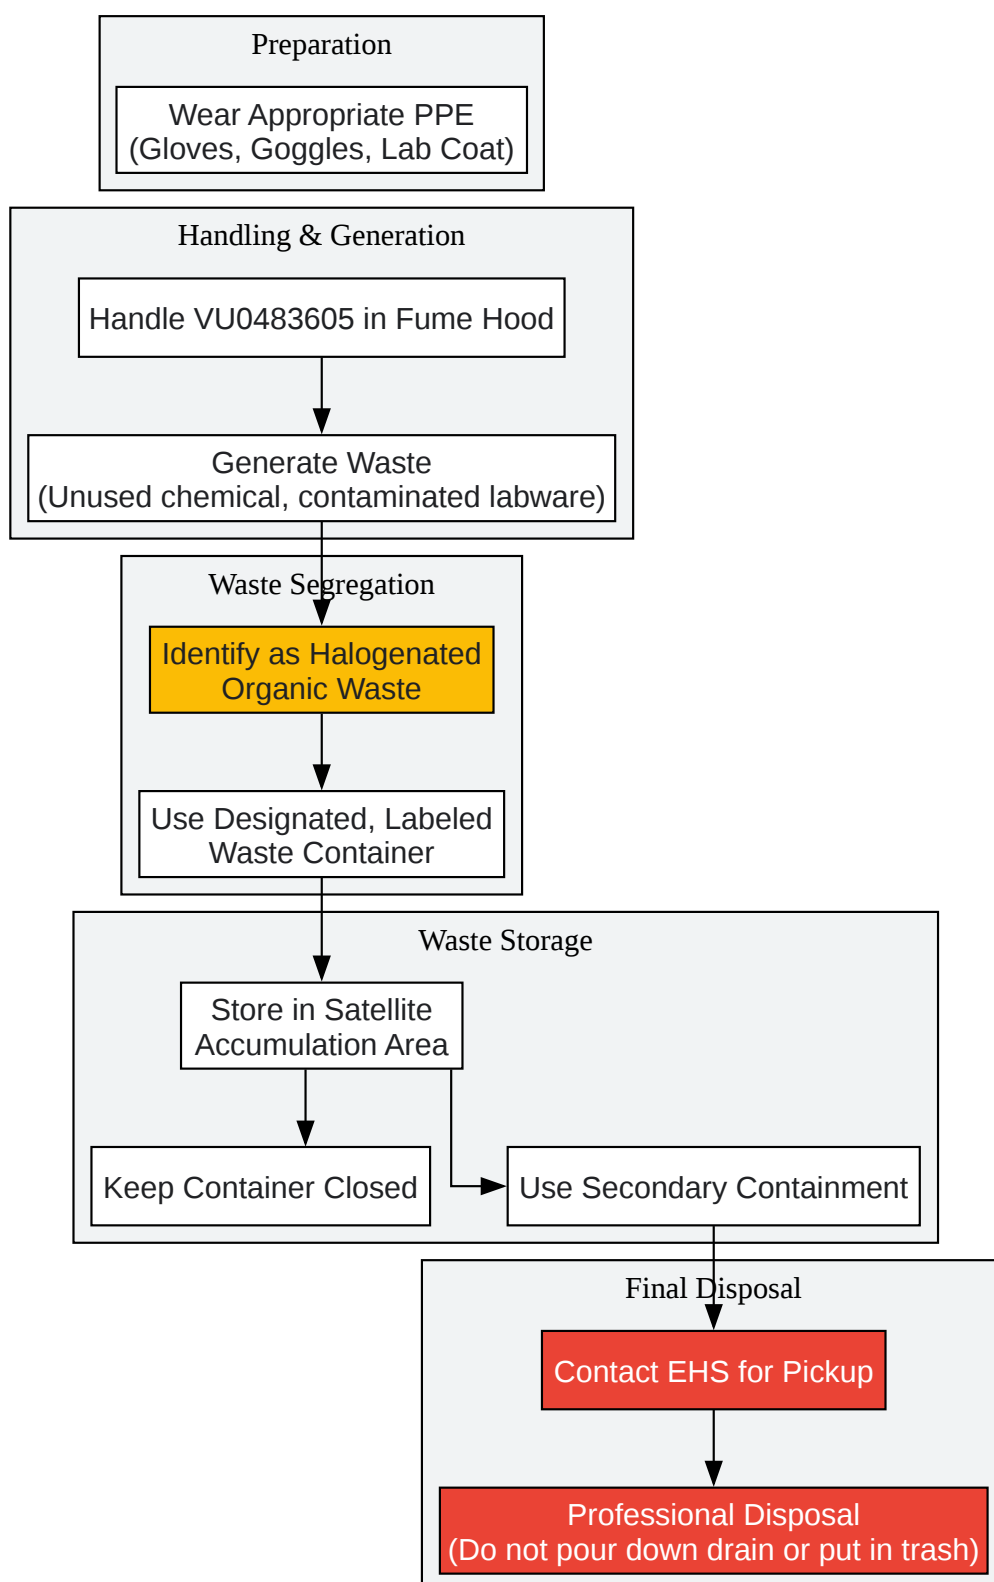 Preparation
Wear Appropriate PPE
(Gloves, Goggles, Lab Coat)
Handling & Generation
Handle VU0483605 in Fume Hood
Generate Waste
(Unused chemical, contaminated labware)
Waste Segregation
Identify as Halogenated
Organic Waste
Use Designated, Labeled
Waste Container
Waste Storage
Store in Satellite
Accumulation Area
Keep Container Closed
Use Secondary Containment
Final Disposal
Contact EHS for Pickup
Professional Disposal
(Do not pour down drain or put in trash)